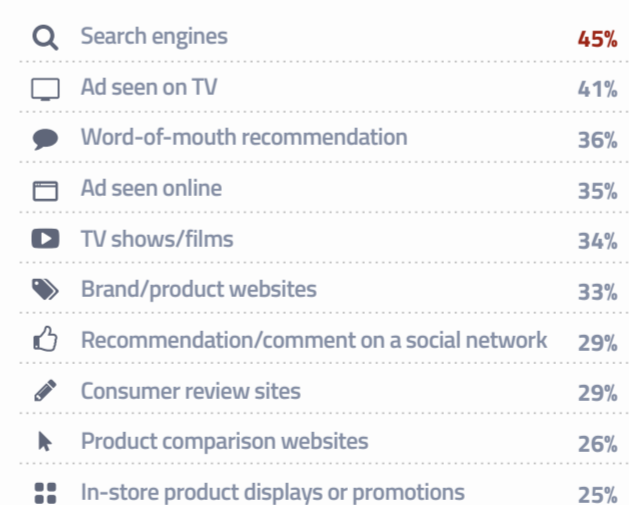 Search engines 45%
Ad seen on TV 41%
Word-of-mouth recommendation 36%
Ad seen online 35%
TV shows/films 34%
Brand/product websites 33%
Recommendation/comment on a social network 29%
Consumer review sites 29%
Product comparison websites 26%
In-store product displays or promotions 25%